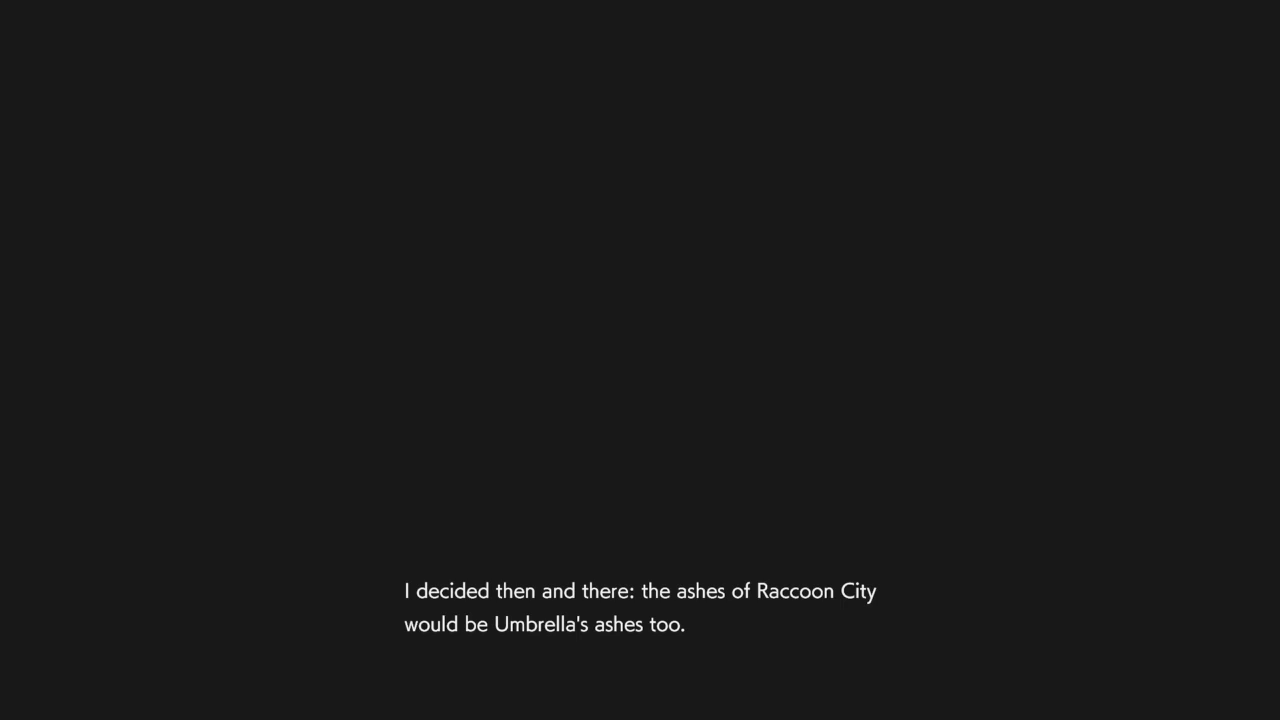 I decided then and there: the ashes of Raccoon City
would be Umbrella's ashes too.